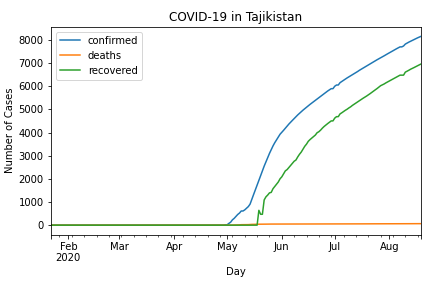 COVID-19 in Tajikistan
confirmed
deaths
recovered
Number of Cases
8000
7000
6000
5000
4000
3000
2000
1000
0
Feb Mar Apr May Jun Jul Aug
2020
Day